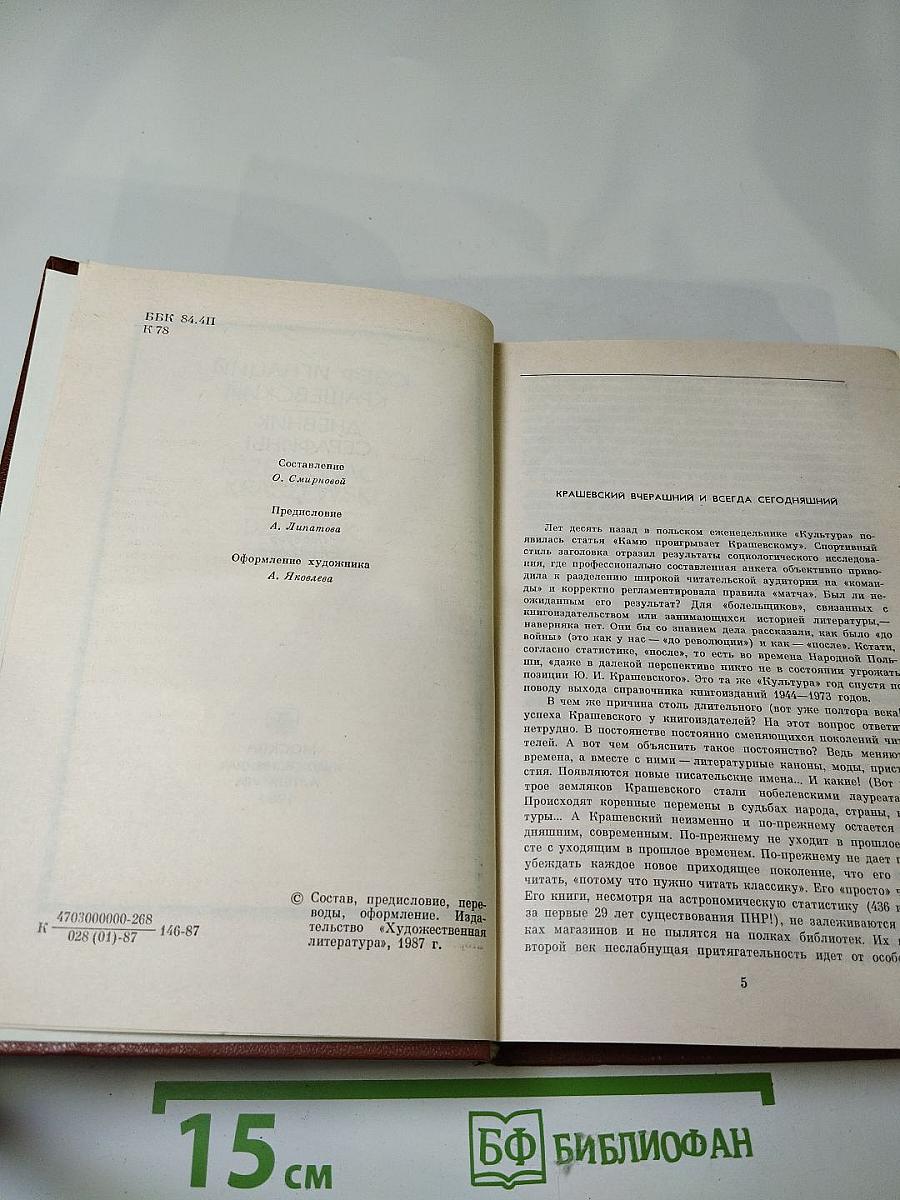 ББК 84.4П
К 78
Составление
О. Смирновой
Предисловие
А. Липатова
Оформление художника
А. Яковлева
К 4703000000-268
028 (01)-87
146-87
© Состав, предисловие, пере-
воды, оформление. Изда-
тельство «Художественная
литература», 1987 г.
КРАШЕВСКИЙ ВЧЕРАШНИЙ И ВСЕГДА СЕГОДНЯШНИЙ
Лет десять назад в польском еженедельнике «Культура» по-
явилась статья «Камю проигрывает Крашевскому». Спортивный
стиль заголовка отразил результаты социологического исследова-
ния, где профессионально составленная анкета объективно приво-
дила к разделению широкой читательской аудитории на «коман-
ды» и корректно регламентировала правила «матча». Был ли не-
ожиданным его результат? Для «болельщиков», связанных с
книгоиздательством или занимающихся историей литературы,—
наверняка нет. Они бы со знанием дела рассказали, как было «до
войны» (это как у нас — «до революции») и как — «после». Кстати,
согласно статистике, «после», то есть во времена Народной Поль-
ши, «даже в далекой перспективе никто не в состоянии угрожать
позиции Ю. И. Крашевского». Это та же «Культура» год спустя по
поводу выхода справочника книгоизданий 1944—1973 годов.
В чем же причина столь длительного (вот уже полтора века!
успеха Крашевского у книгоиздателей? На этот вопрос ответи
нетрудно. В постоянстве постоянно сменяющихся поколений чит
телей. А вот чем объяснить такое постоянство? Ведь меняют
времена, а вместе с ними — литературные каноны, моды, прист
стия. Появляются новые писательские имена... И какие! (Вот
трое земляков Крашевского стали нобелевскими лауреата
Происходят коренные перемены в судьбах народа, страны,
туры... А Крашевский неизменно и по-прежнему остается
дняшним, современным. По-прежнему не уходит в прошлое
сте с уходящим в прошлое временем. По-прежнему не дает п
убеждать каждое новое приходящее поколение, что его
читать, «потому что нужно читать классику». Его «просто» ч
Его книги, несмотря на астрономическую статистику (436 и
за первые 29 лет существования ПНР!), не залеживаются
ках магазинов и не пылятся на полках библиотек. Их
второй век неслабнущая притягательность идет от особо
5
15 см
БФ БИБЛИОФАН